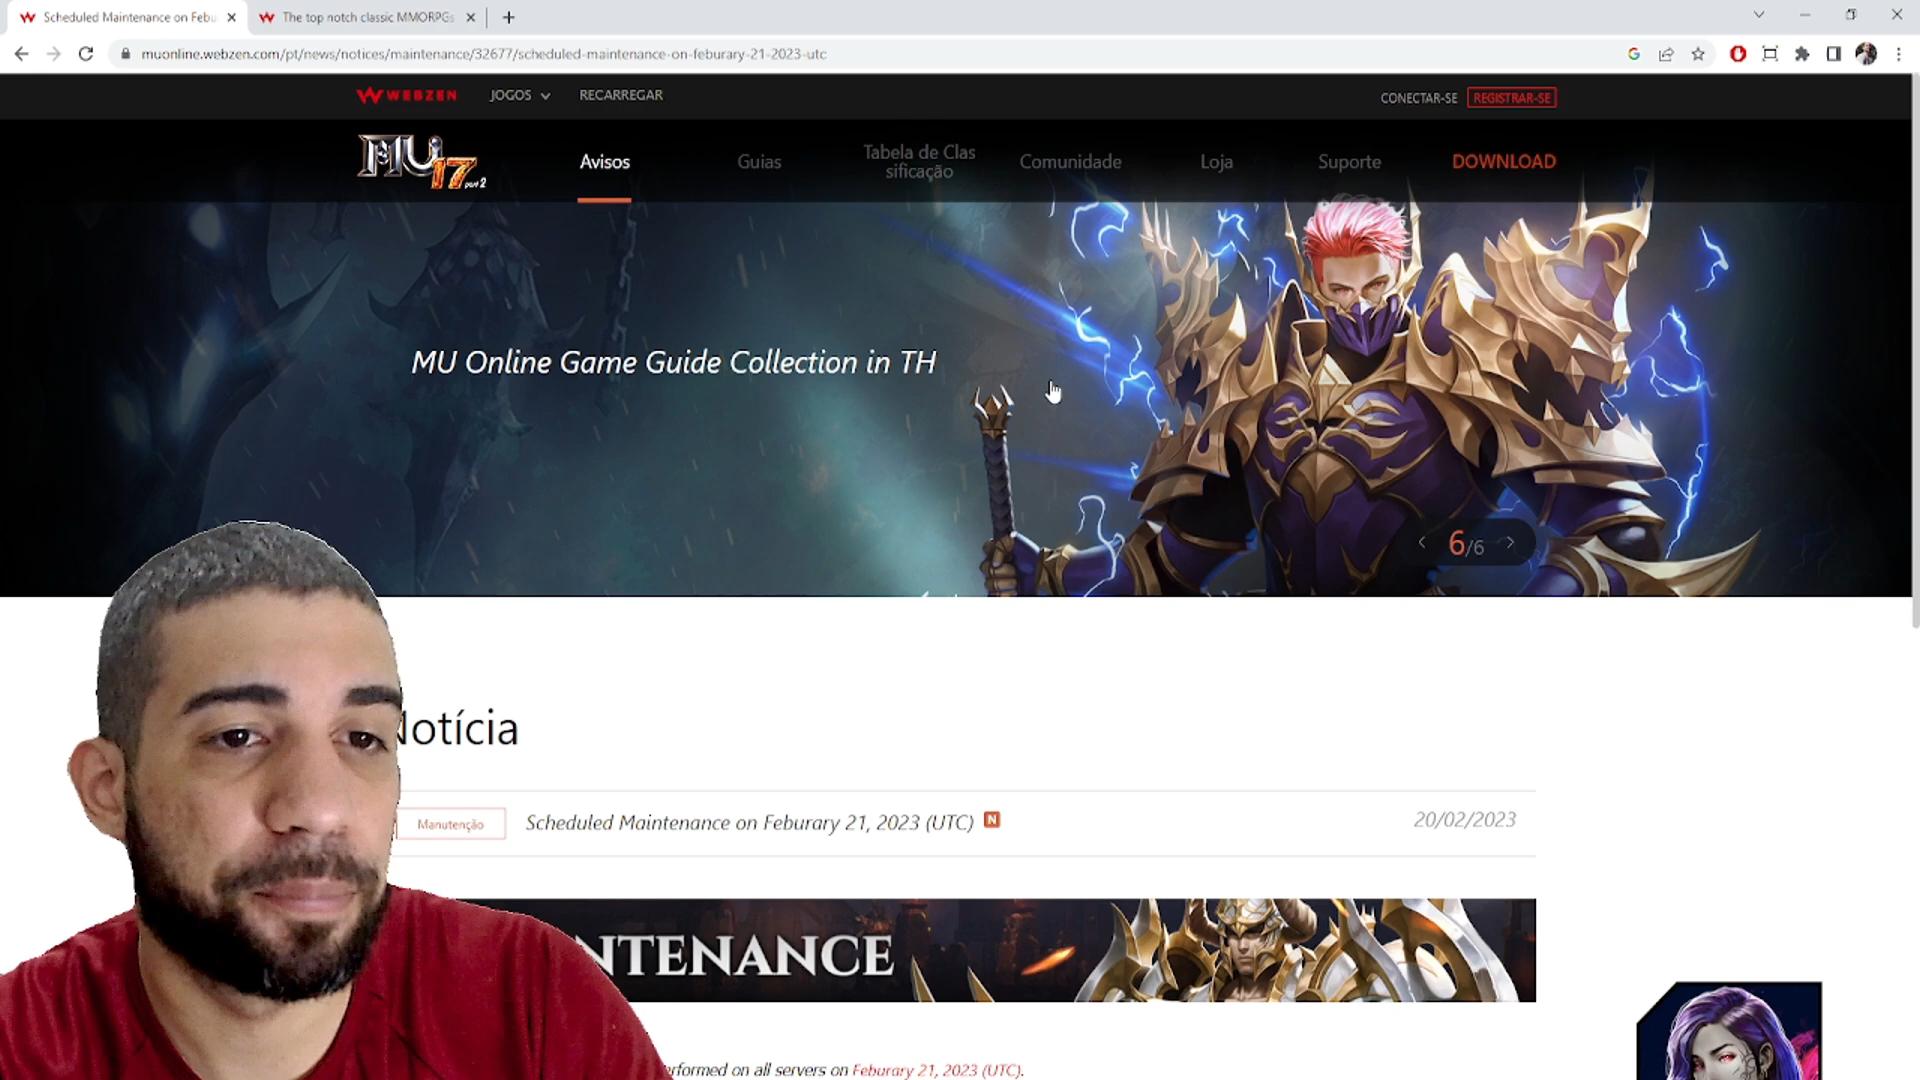 Scheduled Maintenance on Febu
The top notch classic MMORPGs
muonline.webzen.com/pt/news/notices/maintenance/32677/scheduled-maintenance-on-feburary-21-2023-utc
WEBZEN JOGOS RECARREGAR CONECTAR-SE REGISTRAR-SE
MU 17 part 2
Avisos Guias Tabela de Clas
sificação Comunidade Loja Suporte DOWNLOAD
MU Online Game Guide Collection in TH
6/6
Notícia
Manutenção Scheduled Maintenance on Feburary 21, 2023 (UTC) N 20/02/2023
NTENANCE
rformed on all servers on Feburary 21, 2023 (UTC).